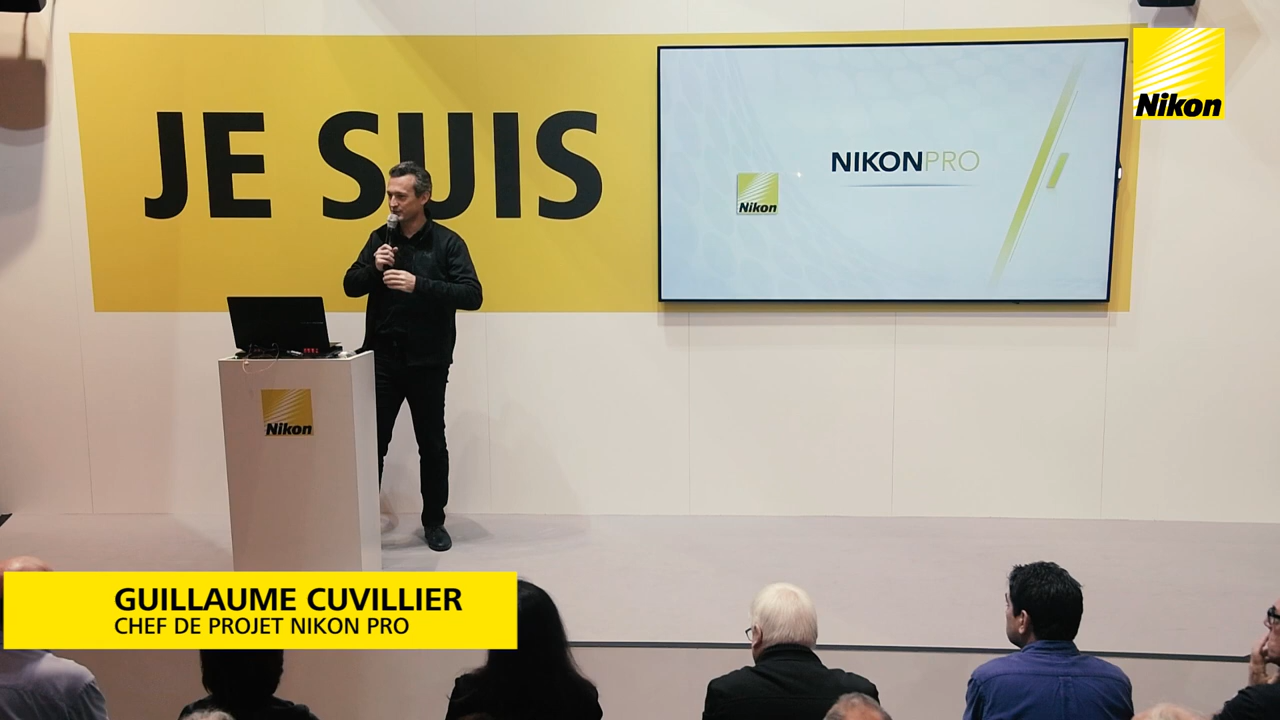 JE SUIS
NIKONPRO
Nikon
Nikon
Nikon
GUILLAUME CUVILLIER
CHEF DE PROJET NIKON PRO